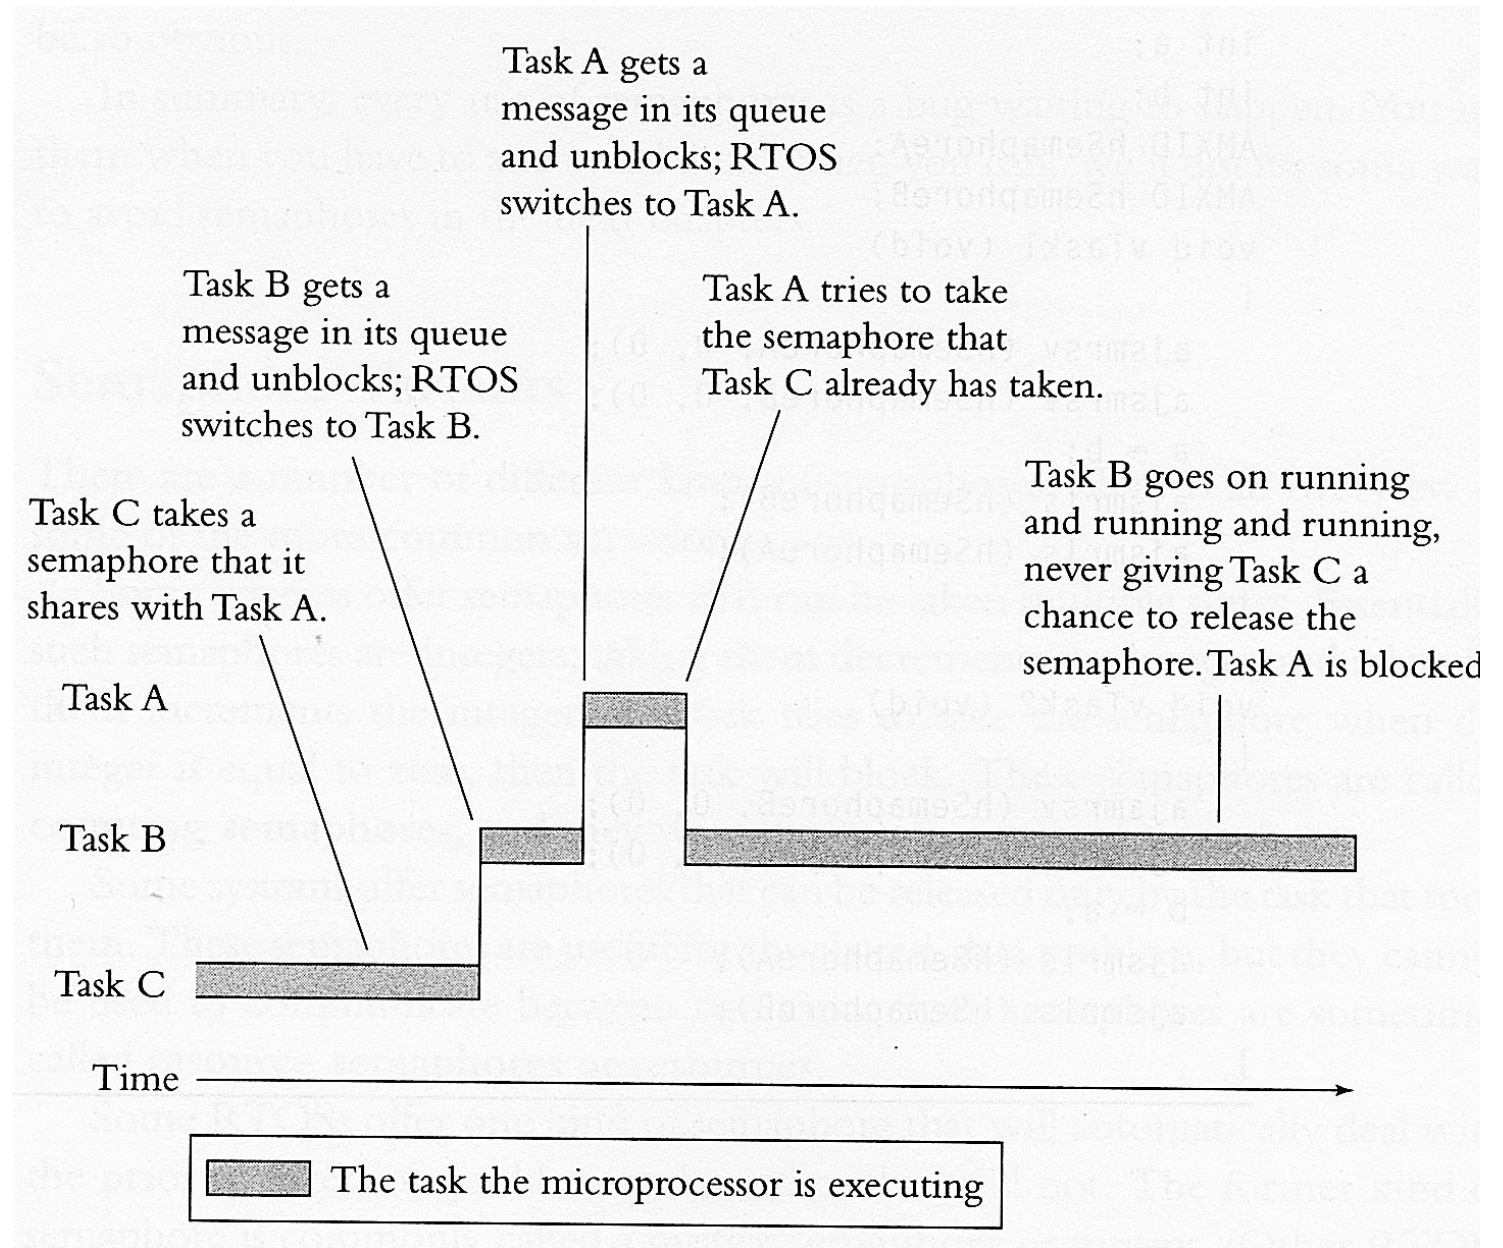 Task A gets a
message in its queue
and unblocks; RTOS
switches to Task A.
Task B gets a
message in its queue
and unblocks; RTOS
switches to Task B.
Task A tries to take
the semaphore that
Task C already has taken.
Task C takes a
semaphore that it
shares with Task A.
Task B goes on running
and running and running,
never giving Task C a
chance to release the
semaphore. Task A is blocked
Task A
Task B
Task C
Time
The task the microprocessor is executing